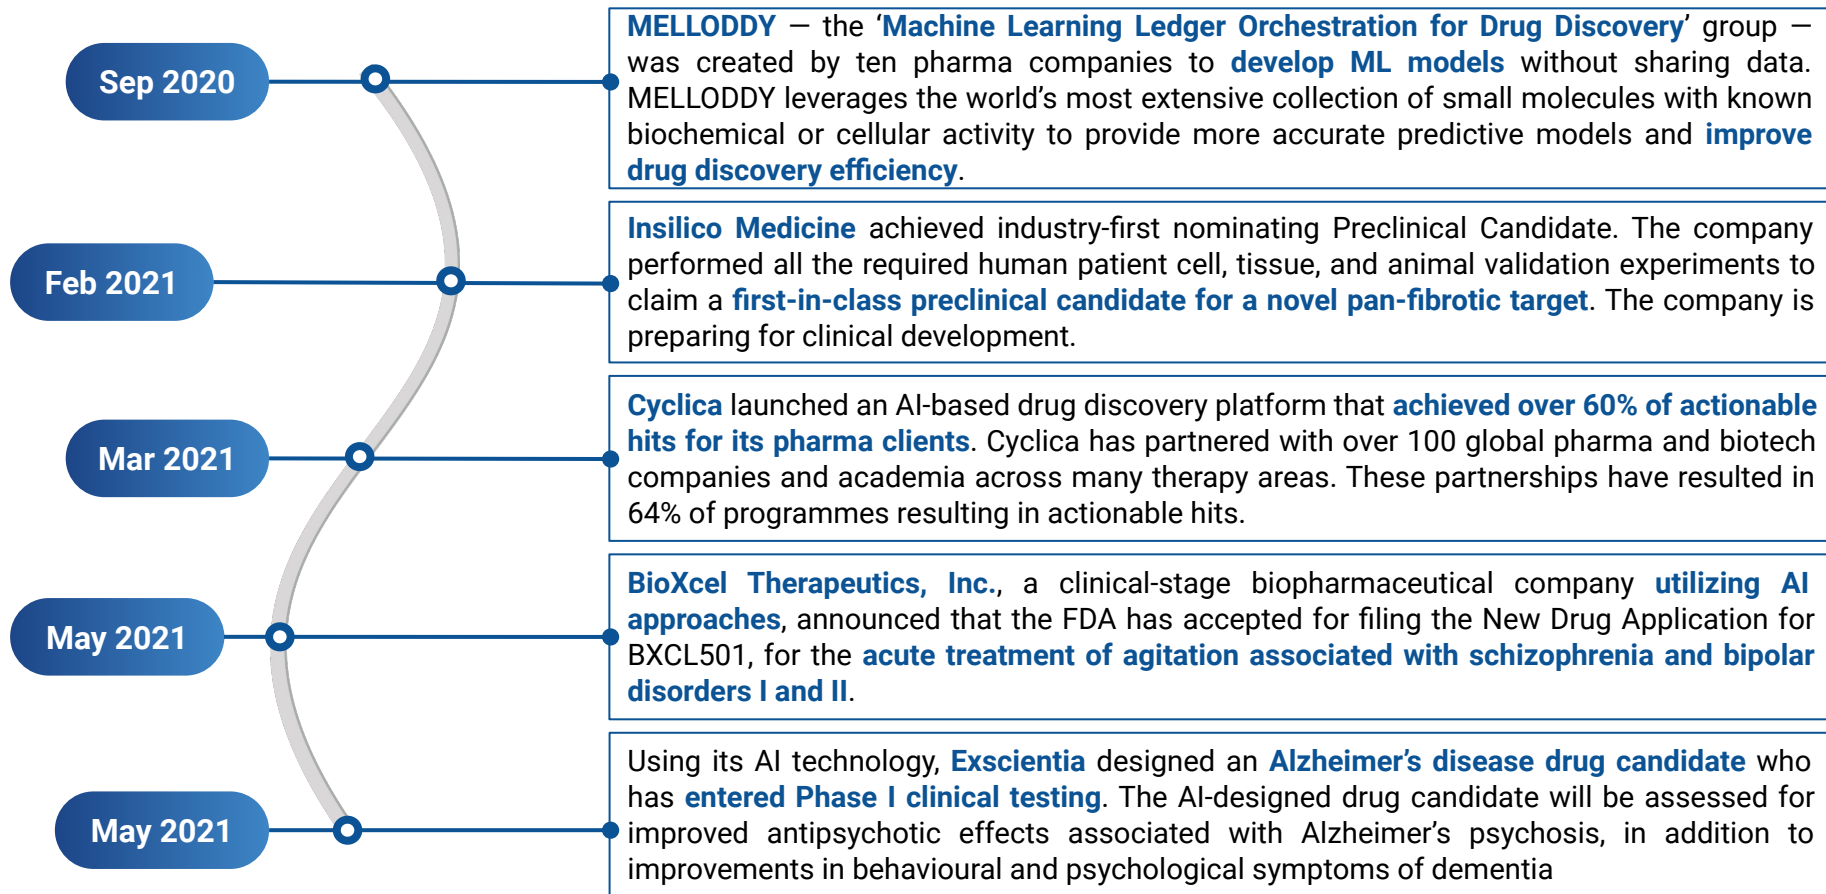 Sep 2020
MELLODDY — the ‘Machine Learning Ledger Orchestration for Drug Discovery’ group —
was created by ten pharma companies to develop ML models without sharing data.
MELLODDY leverages the world’s most extensive collection of small molecules with known
biochemical or cellular activity to provide more accurate predictive models and improve
drug discovery efficiency.
Feb 2021
Insilico Medicine achieved industry-first nominating Preclinical Candidate. The company
performed all the required human patient cell, tissue, and animal validation experiments to
claim a first-in-class preclinical candidate for a novel pan-fibrotic target. The company is
preparing for clinical development.
Mar 2021
Cyclica launched an AI-based drug discovery platform that achieved over 60% of actionable
hits for its pharma clients. Cyclica has partnered with over 100 global pharma and biotech
companies and academia across many therapy areas. These partnerships have resulted in
64% of programmes resulting in actionable hits.
May 2021
BioXcel Therapeutics, Inc., a clinical-stage biopharmaceutical company utilizing AI
approaches, announced that the FDA has accepted for filing the New Drug Application for
BXCL501, for the acute treatment of agitation associated with schizophrenia and bipolar
disorders I and II.
May 2021
Using its AI technology, Exscientia designed an Alzheimer’s disease drug candidate who
has entered Phase I clinical testing. The AI-designed drug candidate will be assessed for
improved antipsychotic effects associated with Alzheimer’s psychosis, in addition to
improvements in behavioural and psychological symptoms of dementia